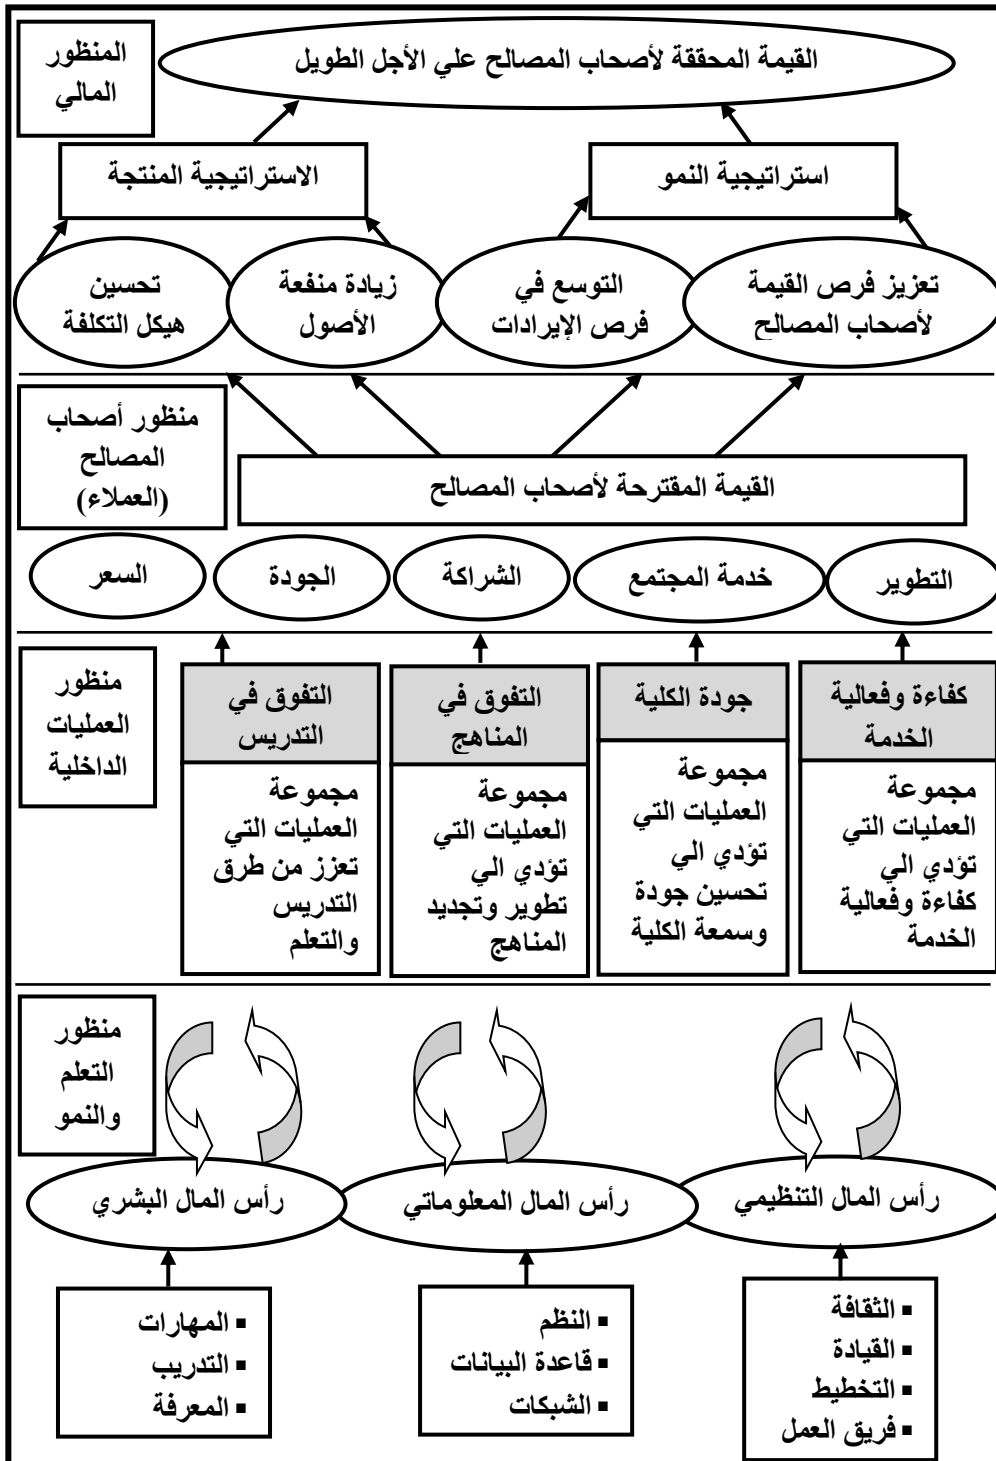 المنظور
المالي
القيمة المحققة لأصحاب المصالح علي الأجل الطويل
استراتيجية النمو
الاستراتيجية المنتجة
تعزيز فرص القيمة
لأصحاب المصالح
التوسع في
فرص الإيرادات
زيادة منفعة
الأصول
تحسين
هيكل التكلفة
منظور أصحاب
المصالح
(العملاء)
القيمة المقترحة لأصحاب المصالح
التطوير
خدمة المجتمع
الشراكة
الجودة
السعر
منظور
العمليات
الداخلية
كفاءة وفعالية
الخدمة
مجموعة
العمليات التي
تؤدي الي
كفاءة وفعالية
الخدمة
جودة الكلية
مجموعة
العمليات التي
تؤدي الي
تحسين جودة
وسمعة الكلية
التفوق في
المناهج
مجموعة
العمليات التي
تؤدي الي
تطوير وتجديد
المناهج
التفوق في
التدريس
مجموعة
العمليات التي
تعزز من طرق
التدريس
والتعلم
منظور
التعلم
والنمو
رأس المال التنظيمي
رأس المال المعلوماتي
رأس المال البشري
▪ الثقافة
▪ القيادة
▪ التخطيط
▪ فريق العمل
▪ النظم
▪ قاعدة البيانات
▪ الشبكات
▪ المهارات
▪ التدريب
▪ المعرفة